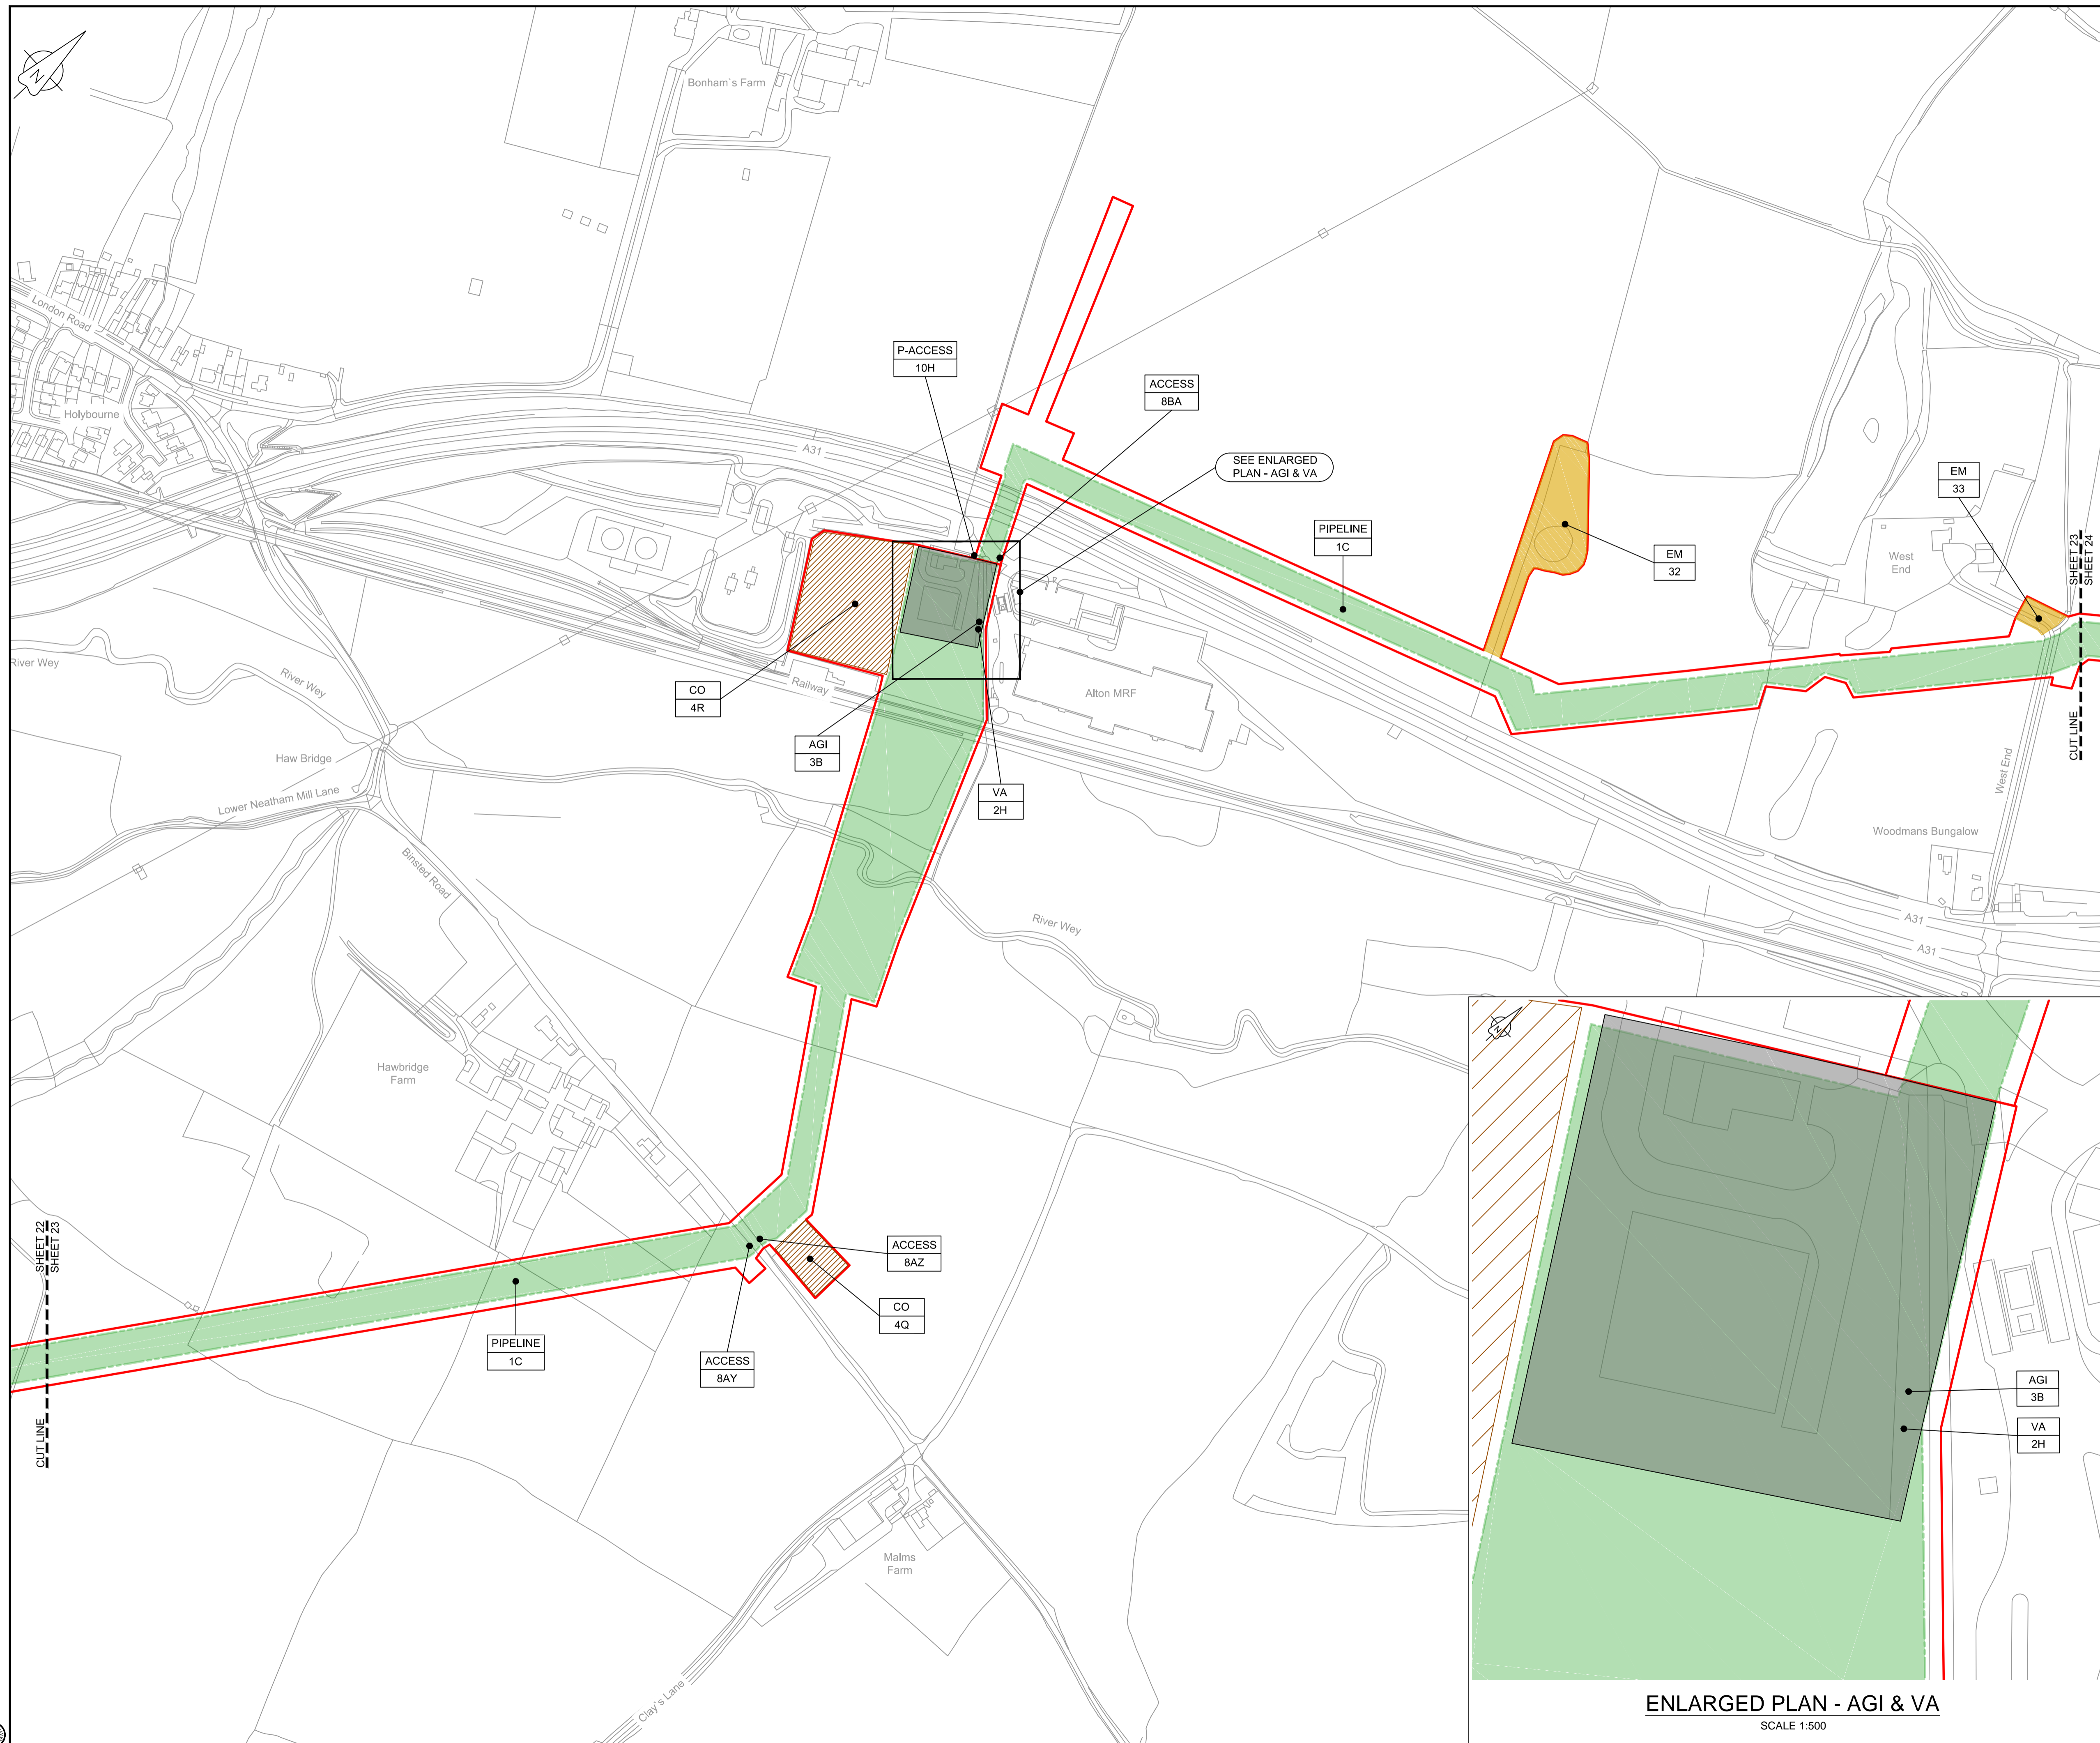 N
Bonham`s Farm
London Road
Holybourne
A31
P-ACCESS
10H
ACCESS
8BA
SEE ENLARGED
PLAN - AGI & VA
PIPELINE
1C
EM
32
EM
33
West
End
SHEET 23
SHEET 24
CUT LINE
River Wey
River Wey
Railway
CO
4R
AGI
3B
VA
2H
Alton MRF
Haw Bridge
Lower Neatham Mill Lane
Binsted Road
West End
Woodmans Bungalow
A31
A31
River Wey
Hawbridge
Farm
SHEET 22
SHEET 23
CUT LINE
PIPELINE
1C
ACCESS
8AY
ACCESS
8AZ
CO
4Q
Malms
Farm
Clay`s Lane
N
AGI
3B
VA
2H
ENLARGED PLAN - AGI & VA
SCALE 1:500